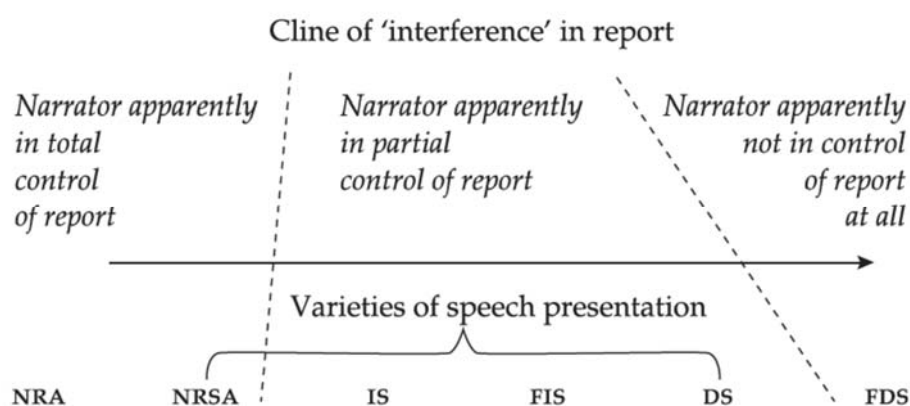 Cline of ‘interference’ in report
Narrator apparently
in total
control
of report
Narrator apparently
in partial
control of report
Narrator apparently
not in control
of report
at all
Varieties of speech presentation
NRA NRSA IS FIS DS FDS